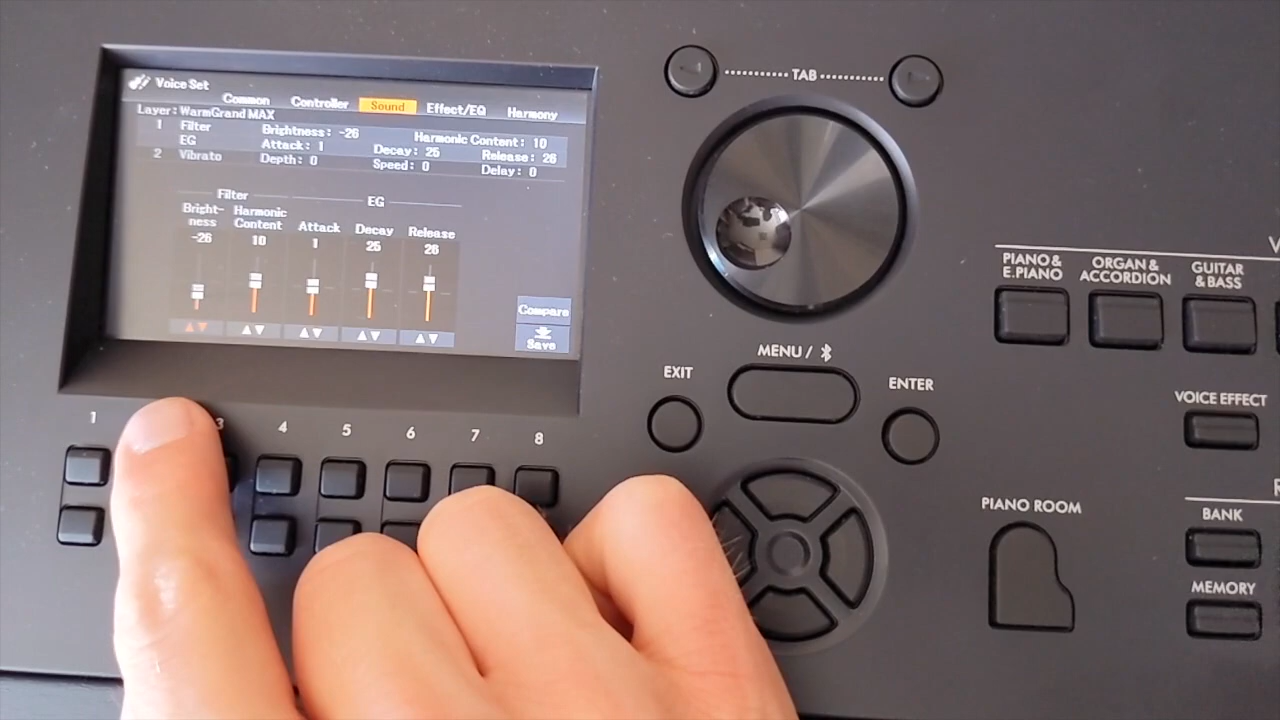 Voice Set
Common Controller Sound Effect/EQ Harmony
Layer: WarmGrand MAX
1 Filter Brightness: -26 Harmonic Content: 10
EG Attack: 1 Decay: 25 Release: 26
2 Vibrato Depth: 0 Speed: 0 Delay: 0
Filter EG
Bright-
ness
Harmonic
Content
Attack
Decay
Release
-26 10 1 25 26
Compare
Save
1 3 4 5 6 7 8
TAB
EXIT
MENU /
ENTER
PIANO ROOM
PIANO &
E.PIANO
ORGAN &
ACCORDION
GUITAR
& BASS
VOICE EFFECT
BANK
MEMORY